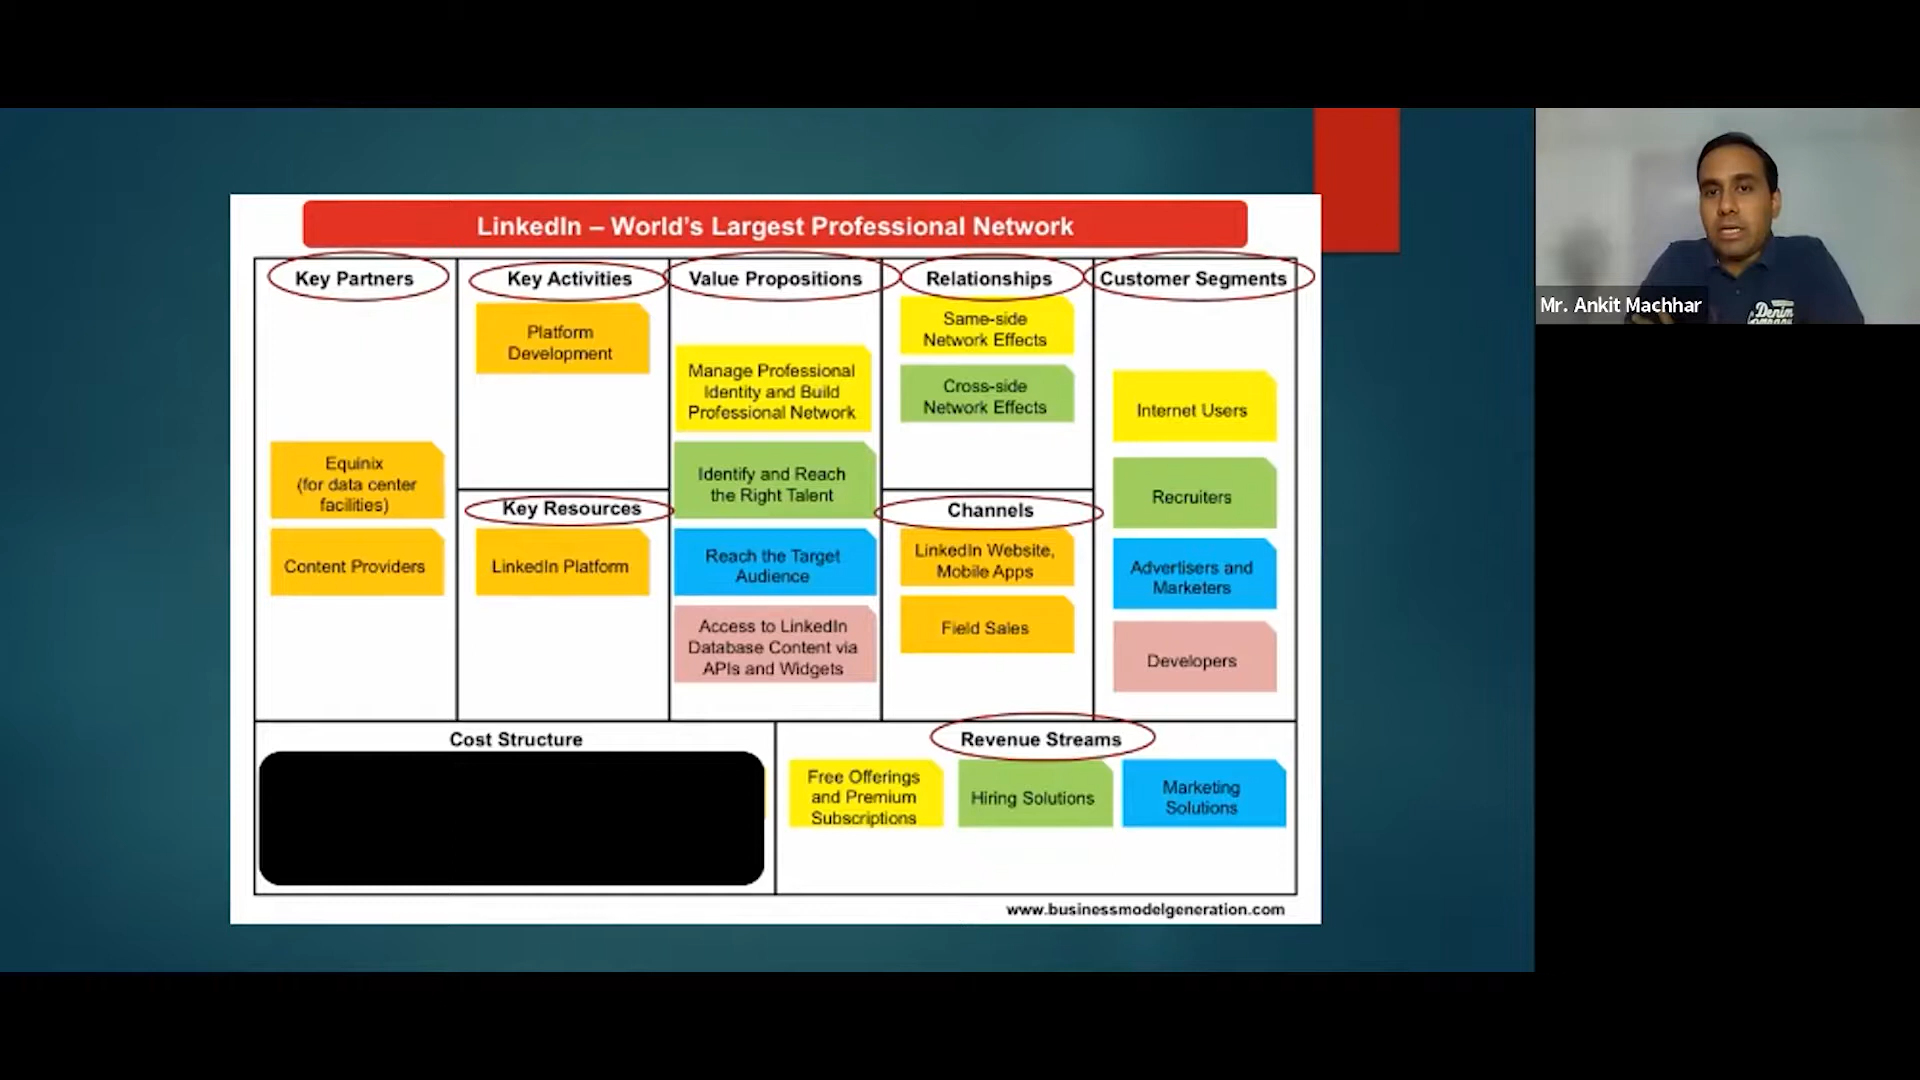 LinkedIn – World's Largest Professional Network
Key Partners
Equinix
(for data center
facilities)
Content Providers
Key Activities
Platform
Development
Key Resources
LinkedIn Platform
Value Propositions
Manage Professional
Identity and Build
Professional Network
Identify and Reach
the Right Talent
Reach the Target
Audience
Access to LinkedIn
Database Content via
APIs and Widgets
Relationships
Same-side
Network Effects
Cross-side
Network Effects
Channels
LinkedIn Website,
Mobile Apps
Field Sales
Customer Segments
Internet Users
Recruiters
Advertisers and
Marketers
Developers
Cost Structure
Revenue Streams
Free Offerings
and Premium
Subscriptions
Hiring Solutions
Marketing
Solutions
www.businessmodelgeneration.com
Mr. Ankit Machhar
Denim